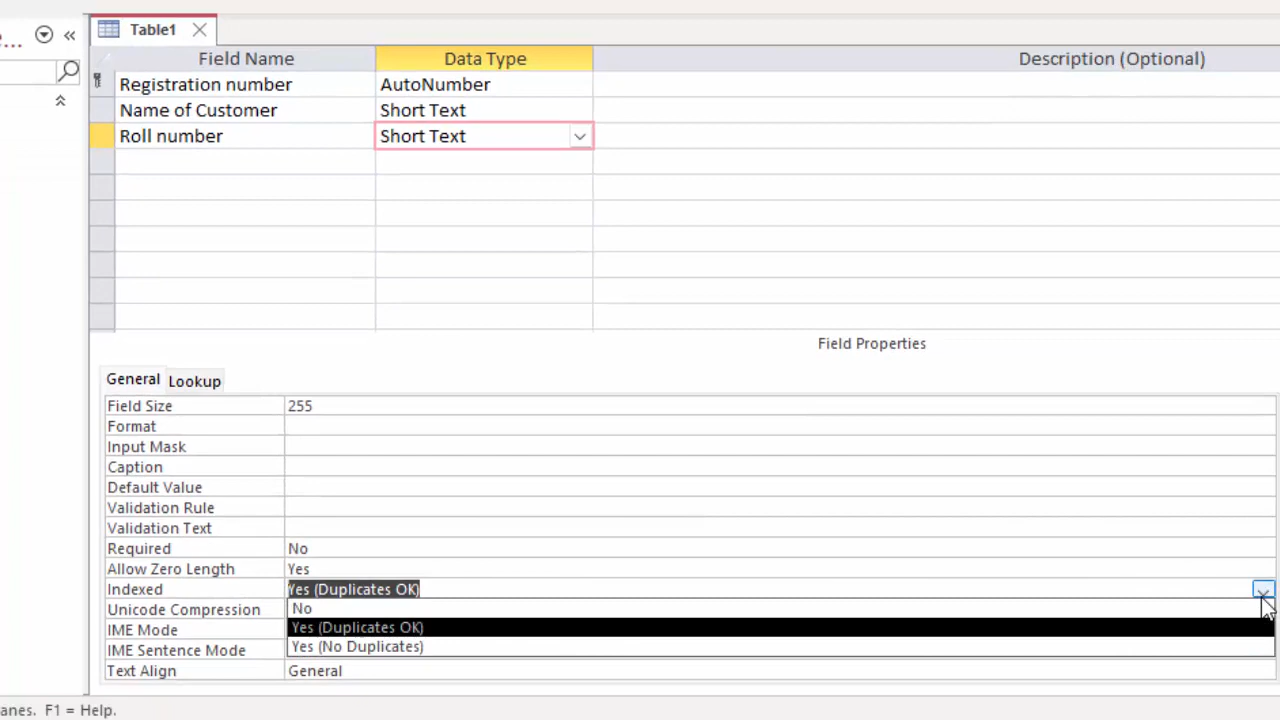 e...
Table1
Field Name Data Type Description (Optional)
Registration number AutoNumber
Name of Customer Short Text
Roll number Short Text
Field Properties
General Lookup
Field Size 255
Format
Input Mask
Caption
Default Value
Validation Rule
Validation Text
Required No
Allow Zero Length Yes
Indexed Yes (Duplicates OK)
No
Unicode Compression
Yes (Duplicates OK)
IME Mode
Yes (No Duplicates)
IME Sentence Mode
Text Align General
anes. F1 = Help.